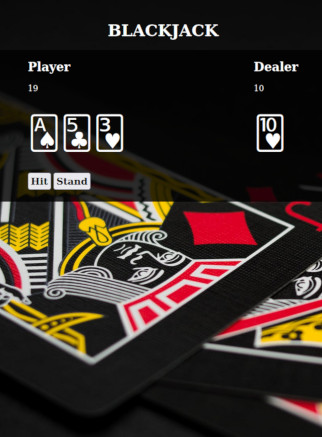 BLACKJACK
Player
Dealer
19
10
A 5 3
10
Hit Stand